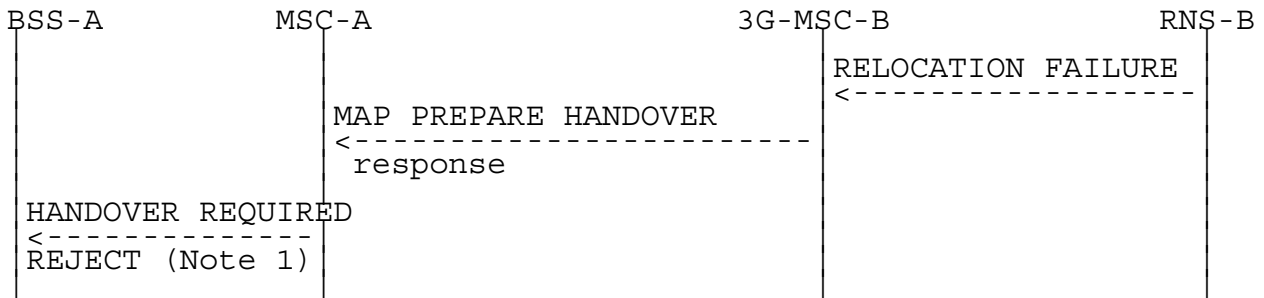 BSS-A MSC-A 3G-MSC-B RNS-B
RELOCATION FAILURE
MAP PREPARE HANDOVER
response
HANDOVER REQUIRED
REJECT (Note 1)